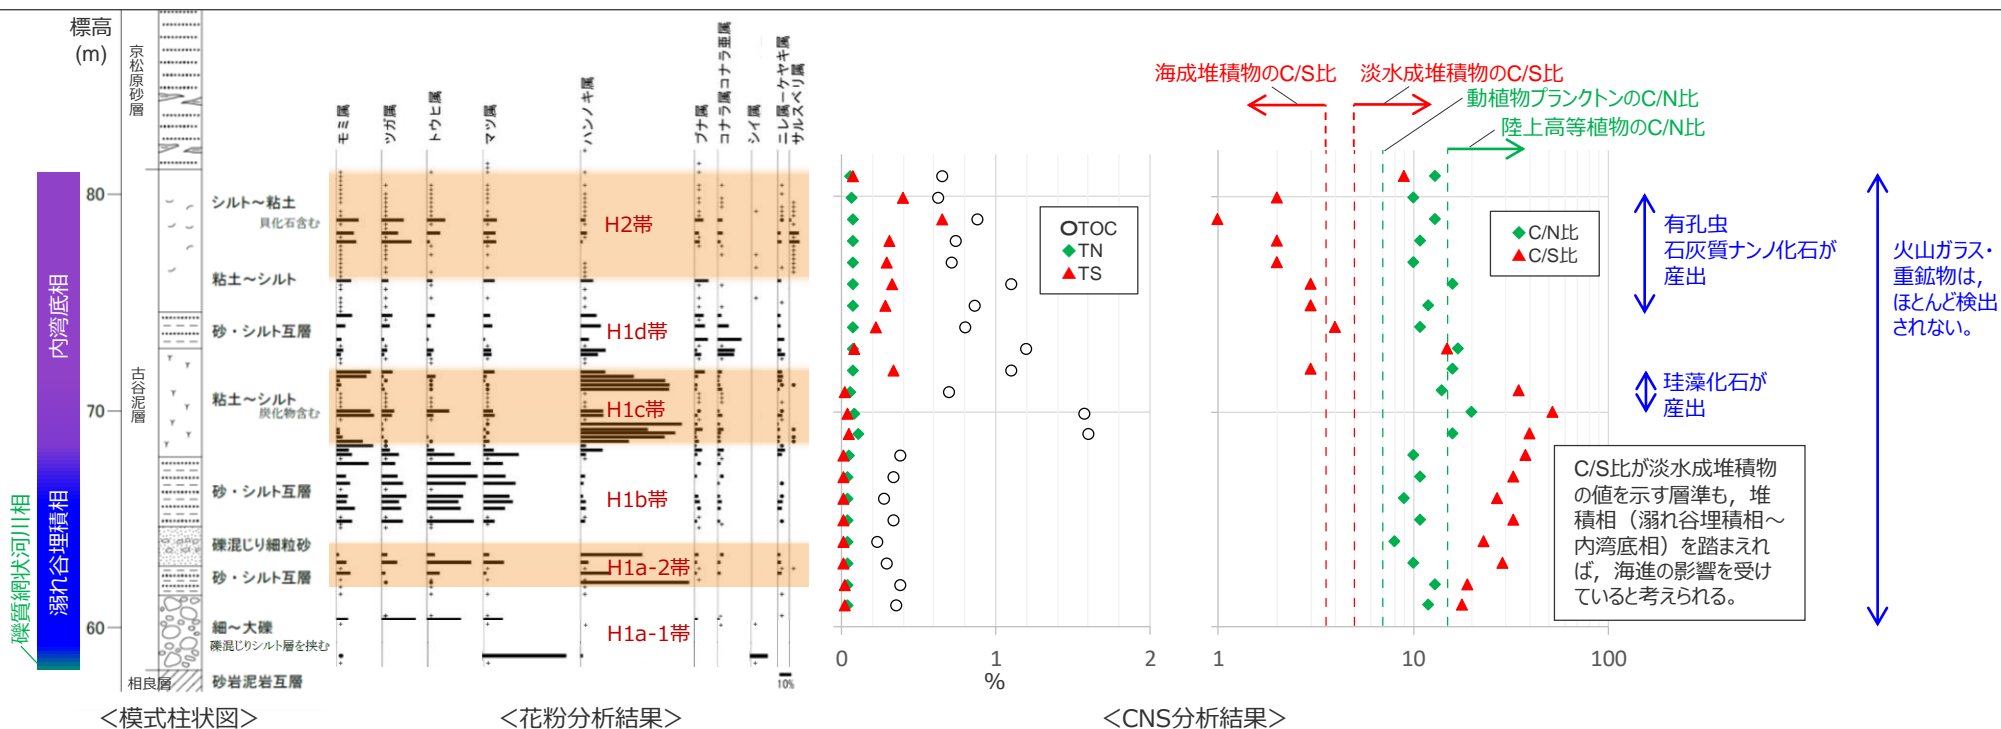 標高
(m)
京松原砂層
80
70
60
古谷泥層
相良層
内湾底相
溺れ谷埋積相
礫質網状河川相
シルト～粘土
貝化石含む
粘土～シルト
砂・シルト互層
粘土～シルト
炭化物含む
砂・シルト互層
礫混じり細粒砂
砂・シルト互層
細～大礫
礫混じりシルト層を挟む
砂岩泥岩互層
モミ属
ツガ属
トウヒ属
マツ属
ハンノキ属
ブナ属
コナラ属コナラ亜属
シイ属
ニレ属ーケヤキ属
サルスベリ属
H2帯
H1d帯
H1c帯
H1b帯
H1a-2帯
H1a-1帯
10%
TOC
TN
TS
0
1
2
%
海成堆積物のC/S比
淡水成堆積物のC/S比
動植物プランクトンのC/N比
陸上高等植物のC/N比
C/N比
C/S比
1
10
100
有孔虫
石灰質ナンノ化石が
産出
珪藻化石が
産出
火山ガラス・
重鉱物は，
ほとんど検出
されない。
C/S比が淡水成堆積物
の値を示す層準も，堆
積相（溺れ谷埋積相～
内湾底相）を踏まえれ
ば，海進の影響を受け
ていると考えられる。
＜模式柱状図＞
＜花粉分析結果＞
＜CNS分析結果＞